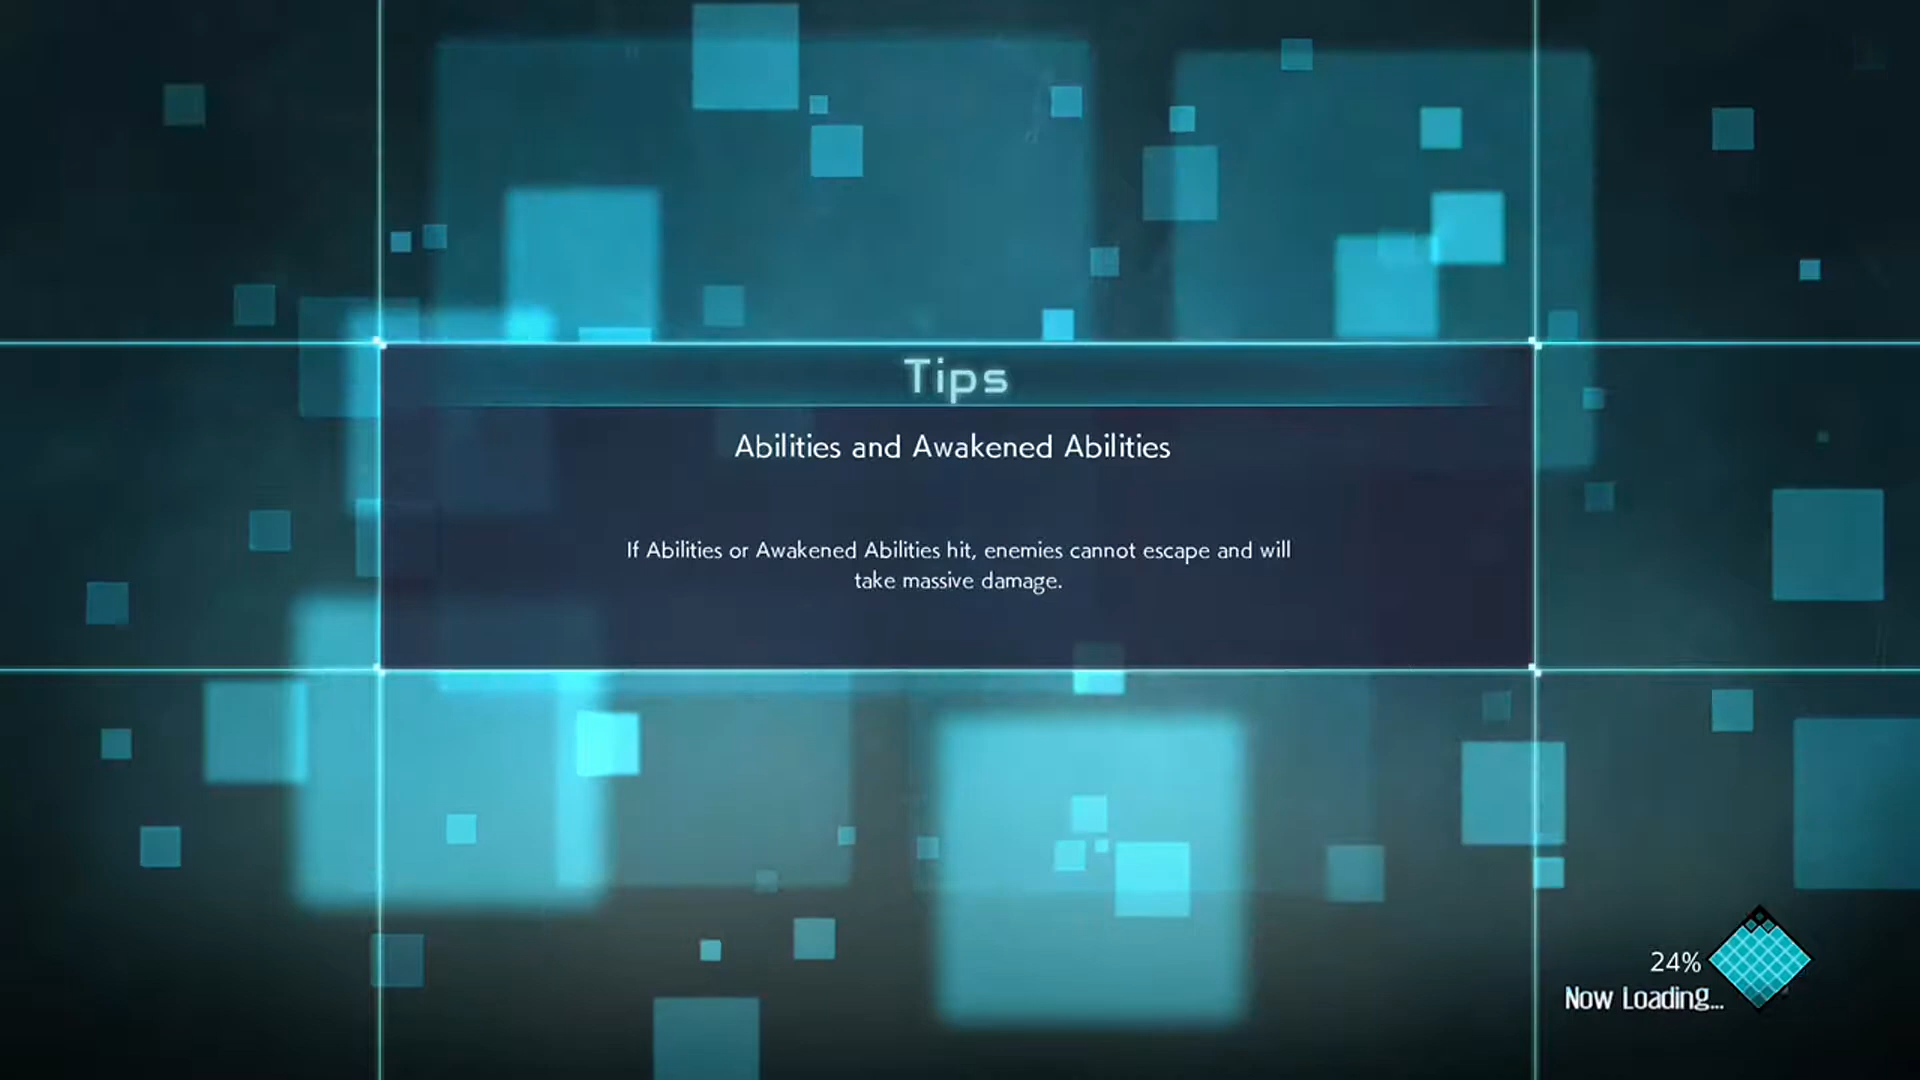 Tips
Abilities and Awakened Abilities
If Abilities or Awakened Abilities hit, enemies cannot escape and will
take massive damage.
24%
Now Loading...